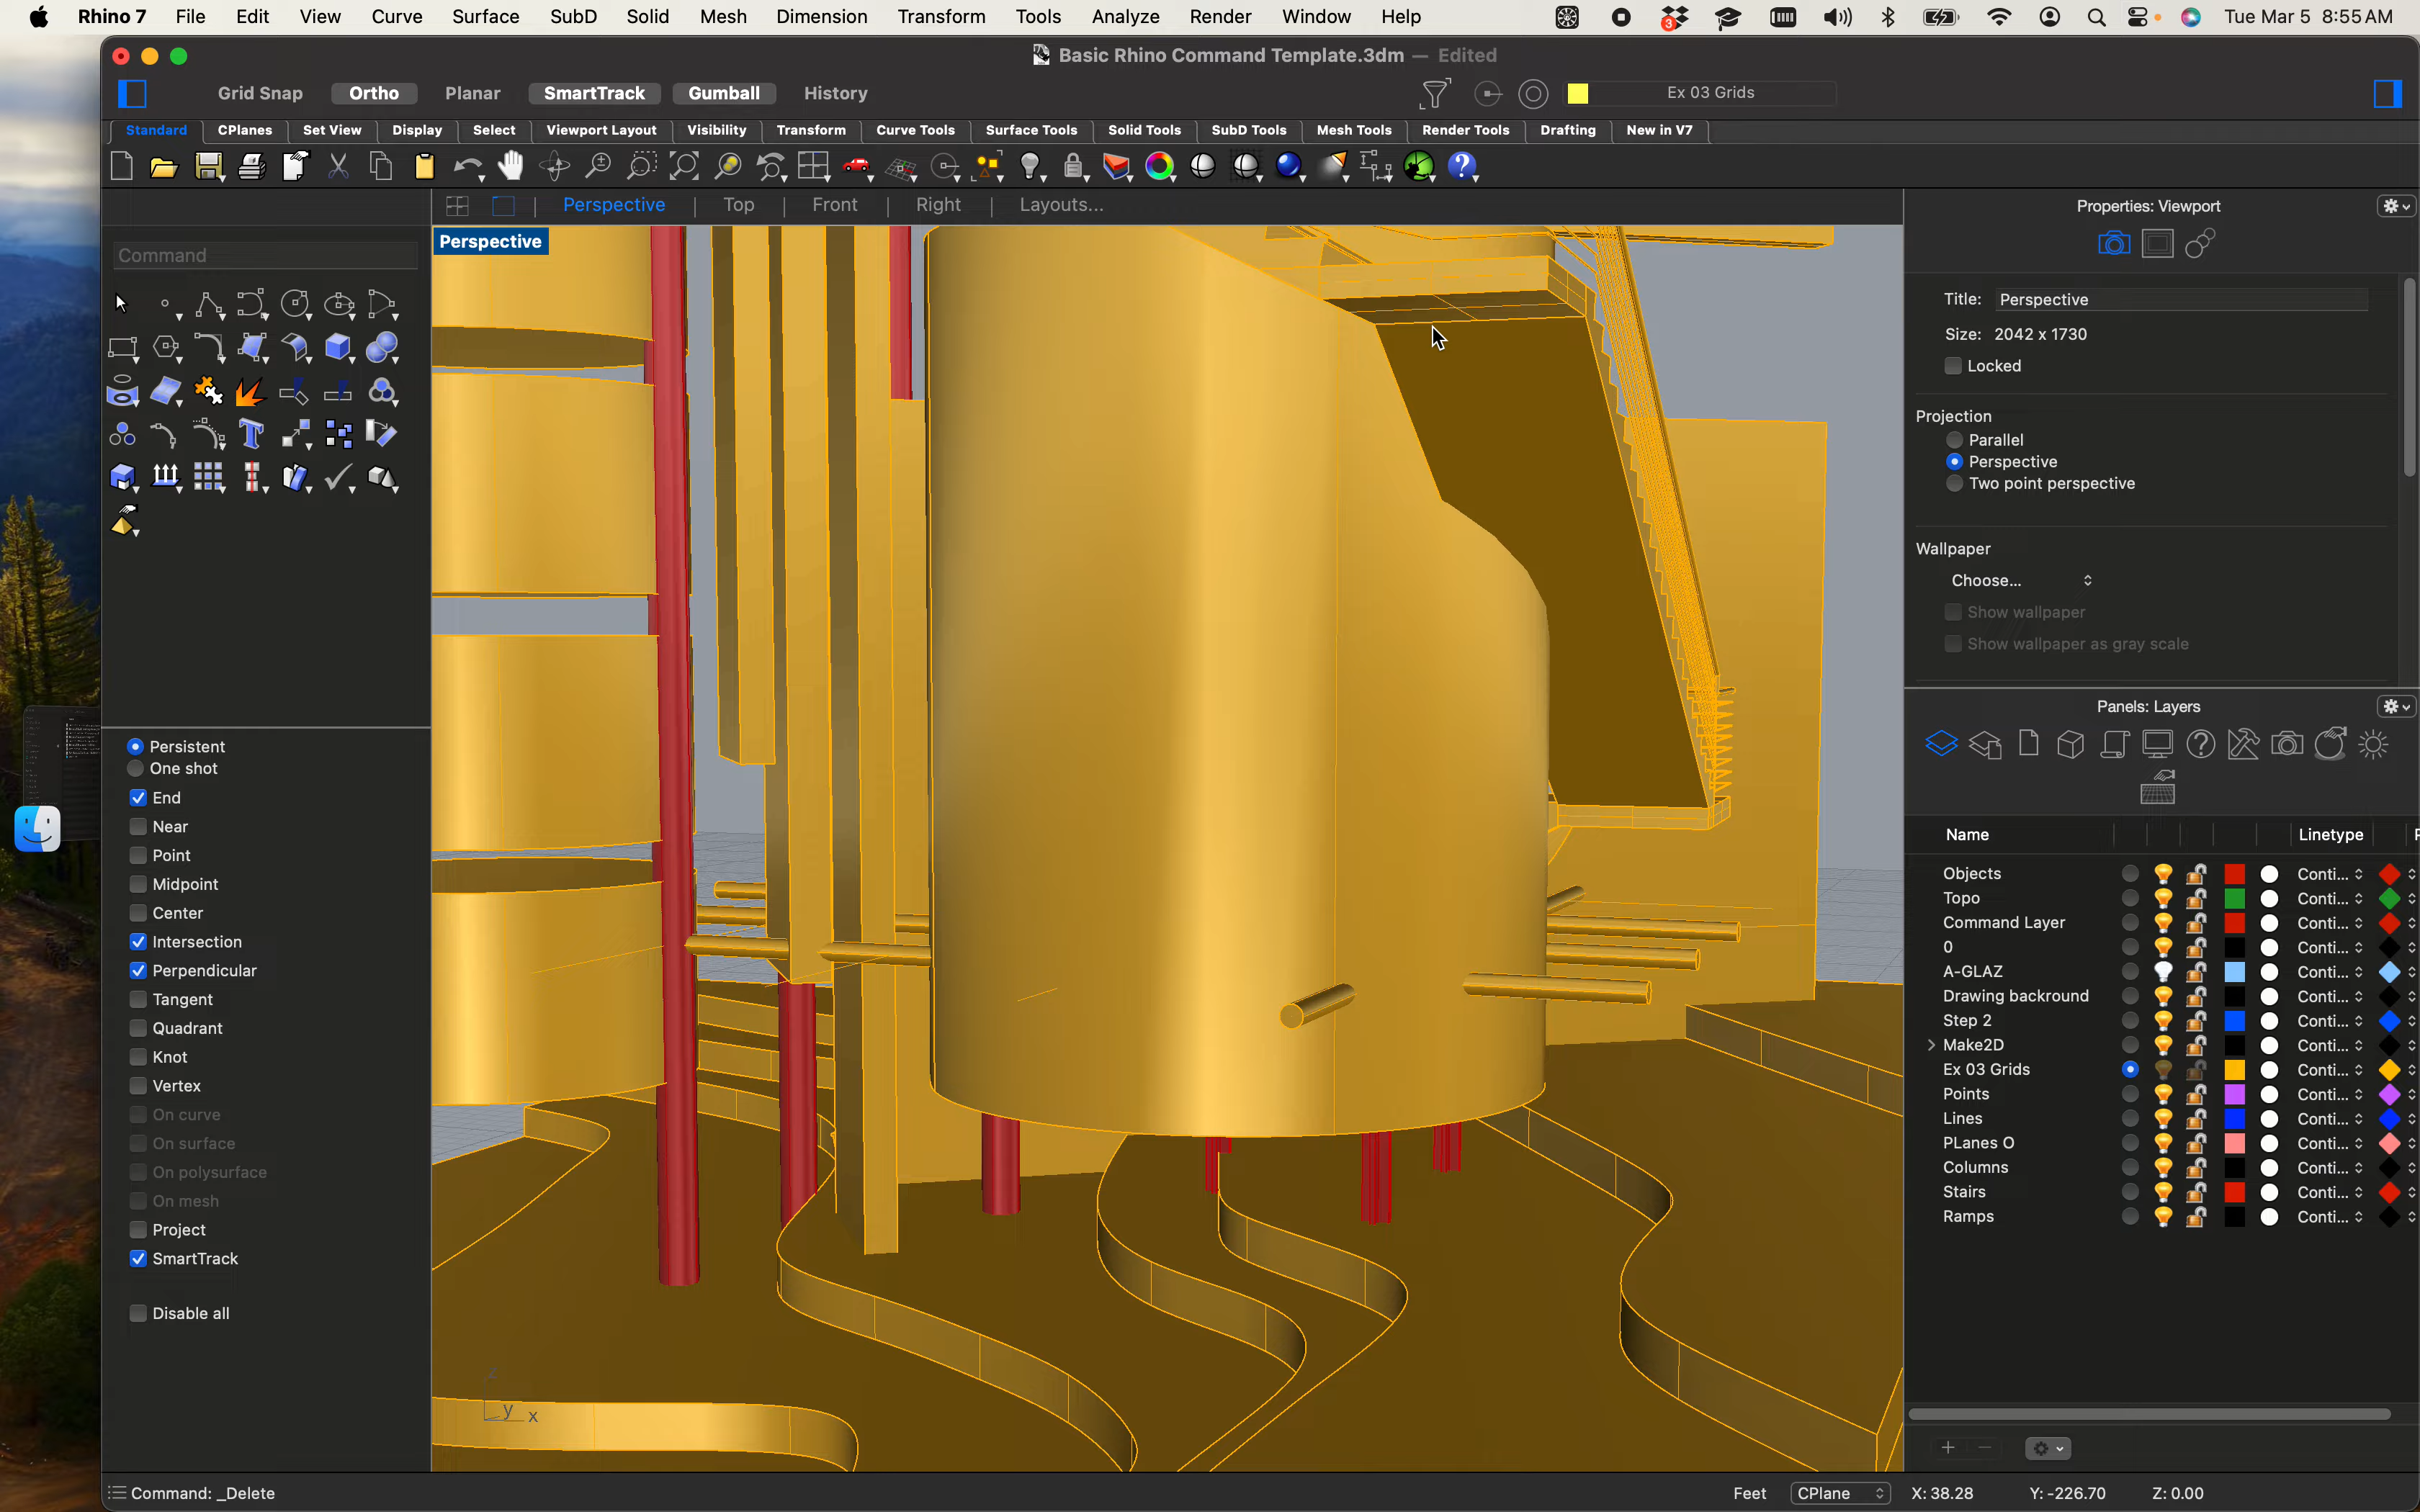 Rhino 7 File Edit View Curve Surface SubD Solid Mesh Dimension Transform Tools Analyze Render Window Help 3 Tue Mar 5 8:55 AM
Basic Rhino Command Template.3dm — Edited
Grid Snap Ortho Planar SmartTrack Gumball History Ex 03 Grids
Standard CPlanes Set View Display Select Viewport Layout Visibility Transform Curve Tools Surface Tools Solid Tools SubD Tools Mesh Tools Render Tools Drafting New in V7
Perspective Top Front Right Layouts...
Perspective
Command
Persistent
One shot
End
Near
Point
Midpoint
Center
Intersection
Perpendicular
Tangent
Quadrant
Knot
Vertex
On curve
On surface
On polysurface
On mesh
Project
SmartTrack
Disable all
z
y x
Properties: Viewport
Title: Perspective
Size: 2042 x 1730
Locked
Projection
Parallel
Perspective
Two point perspective
Wallpaper
Choose...
Show wallpaper
Show wallpaper as gray scale
Panels: Layers
Name Linetype
Objects Conti...
Topo Conti...
Command Layer Conti...
0 Conti...
A-GLAZ Conti...
Drawing backround Conti...
Step 2 Conti...
Make2D Conti...
Ex 03 Grids Conti...
Points Conti...
Lines Conti...
PLanes O Conti...
Columns Conti...
Stairs Conti...
Ramps Conti...
Command: _Delete Feet CPlane X: 38.28 Y: -226.70 Z: 0.00